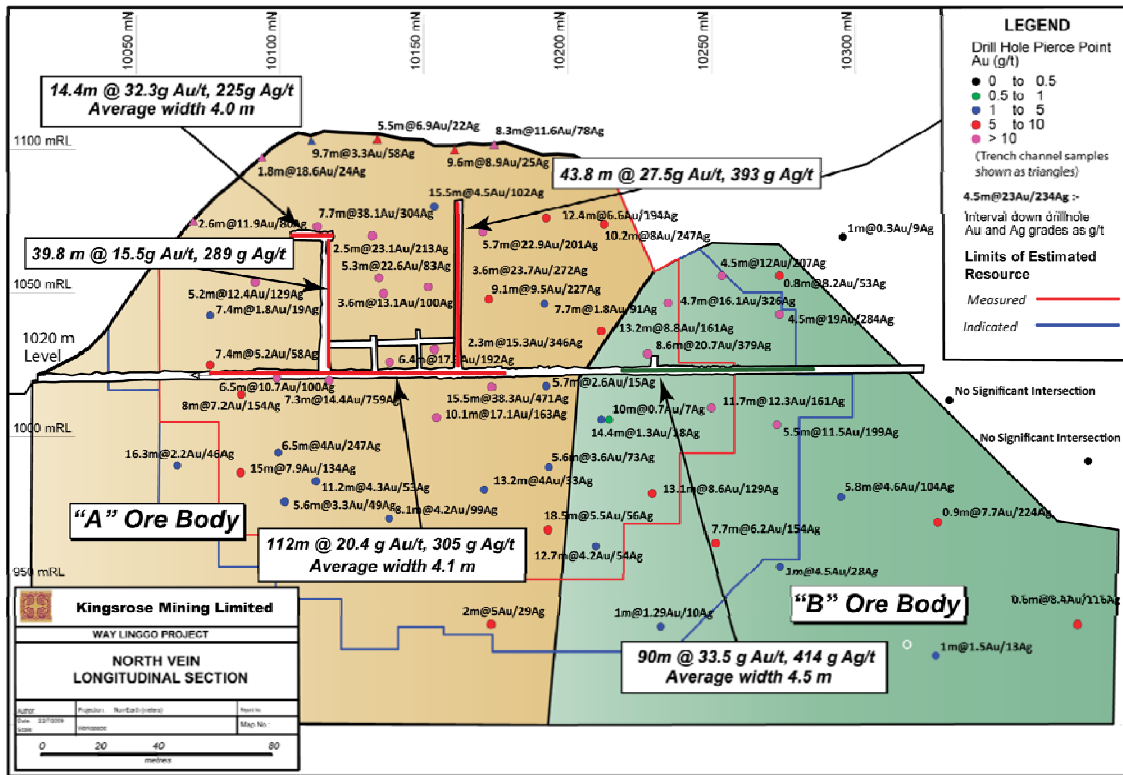 10050 mN
10100 mN
10150 mN
10200 mN
10250 mN
10300 mN
LEGEND
Drill Hole Pierce Point
Au (g/t)
0 to 0.5
0.5 to 1
1 to 5
5 to 10
> 10
(Trench channel samples
shown as triangles)
4.5m@23Au/234Ag :-
Interval down drillhole
Au and Ag grades as g/t
Limits of Estimated
Resource
Measured
Indicated
14.4m @ 32.3g Au/t, 225g Ag/t
Average width 4.0 m
1100 mRL
5.5m@6.9Au/22Ag
8.3m@11.6Au/78Ag
9.7m@3.3Au/58Ag
9.6m@8.9Au/25Ag
1.8m@18.6Au/24Ag
43.8 m @ 27.5g Au/t, 393 g Ag/t
15.5m@4.5Au/102Ag
2.6m@11.9Au/80Ag
7.7m@38.1Au/304Ag
12.4m@6.6Au/194Ag
10.2m@8Au/247Ag
1m@0.3Au/9Ag
39.8 m @ 15.5g Au/t, 289 g Ag/t
2.5m@23.1Au/213Ag
5.7m@22.9Au/201Ag
5.3m@22.6Au/83Ag
3.6m@23.7Au/272Ag
4.5m@12Au/207Ag
0.8m@8.2Au/53Ag
1050 mRL
5.2m@12.4Au/129Ag
3.6m@13.1Au/100Ag
9.1m@9.5Au/227Ag
7.4m@1.8Au/19Ag
7.7m@1.8Au/91Ag
4.7m@16.1Au/326Ag
4.5m@19Au/284Ag
13.2m@8.8Au/161Ag
1020 m
Level
2.3m@15.3Au/346Ag
8.6m@20.7Au/379Ag
7.4m@5.2Au/58Ag
6.5m@10.7Au/100Ag
7.3m@14.4Au/759Ag
15.5m@38.3Au/471Ag
5.7m@2.6Au/15Ag
8m@7.2Au/154Ag
10.1m@17.1Au/163Ag
10m@0.7Au/7Ag
11.7m@12.3Au/161Ag
No Significant Intersection
1000 mRL
14.4m@1.3Au/18Ag
5.5m@11.5Au/199Ag
No Significant Intersection
6.5m@4Au/247Ag
16.3m@2.2Au/46Ag
15m@7.9Au/134Ag
5.6m@3.6Au/73Ag
11.2m@4.3Au/53Ag
13.2m@4Au/33Ag
13.1m@8.6Au/129Ag
5.8m@4.6Au/104Ag
5.6m@3.3Au/49Ag
8.1m@4.2Au/99Ag
18.5m@5.5Au/56Ag
0.9m@7.7Au/224Ag
"A" Ore Body
112m @ 20.4 g Au/t, 305 g Ag/t
Average width 4.1 m
7.7m@6.2Au/154Ag
12.7m@4.2Au/54Ag
950 mRL
3m@4.5Au/28Ag
"B" Ore Body
0.6m@8.4Au/116Ag
2m@5Au/29Ag
1m@1.29Au/10Ag
1m@1.5Au/13Ag
90m @ 33.5 g Au/t, 414 g Ag/t
Average width 4.5 m
Kingsrose Mining Limited
WAY LINGGO PROJECT
NORTH VEIN
LONGITUDINAL SECTION
Author:
Projection: Non-Earth (meters)
Date:
Scale:
Workspace:
Map No :
0 20 40 80
metres